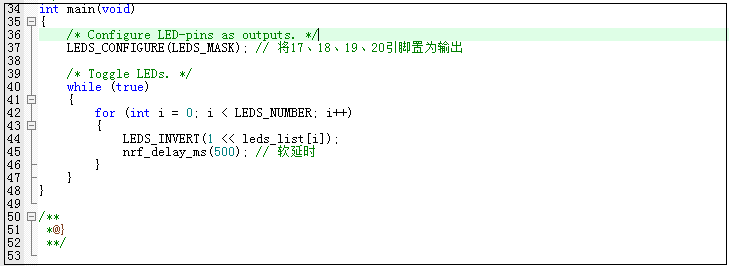 34 int main(void)
35 {
36     /* Configure LED-pins as outputs. */
37     LEDS_CONFIGURE(LEDS_MASK); // 将17、18、19、20引脚置为输出
38
39     /* Toggle LEDs. */
40     while (true)
41     {
42         for (int i = 0; i < LEDS_NUMBER; i++)
43         {
44             LEDS_INVERT(1 << leds_list[i]);
45             nrf_delay_ms(500); // 软延时
46         }
47     }
48 }
49
50 /**
51  *@}
52  **/
53